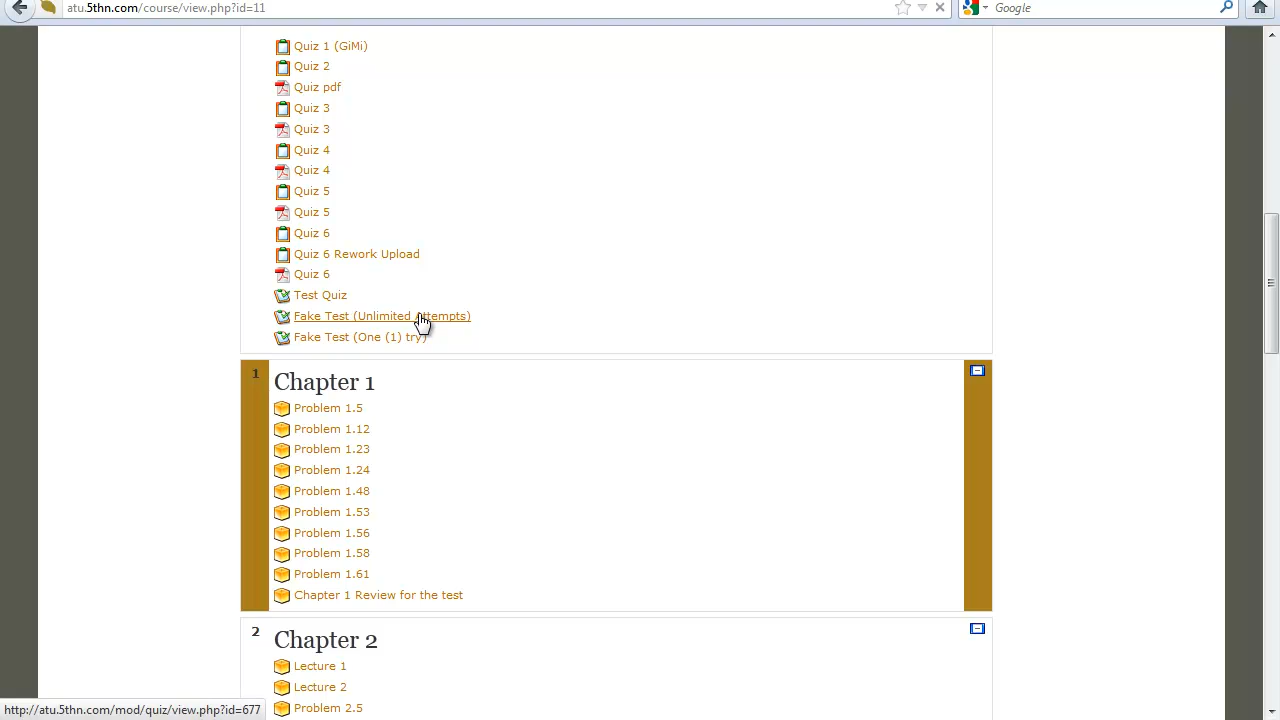 atu.5thn.com/course/view.php?id=11
Google
Quiz 1 (GiMi)
Quiz 2
Quiz pdf
Quiz 3
Quiz 3
Quiz 4
Quiz 4
Quiz 5
Quiz 5
Quiz 6
Quiz 6 Rework Upload
Quiz 6
Test Quiz
Fake Test (Unlimited Attempts)
Fake Test (One (1) try)
1
Chapter 1
Problem 1.5
Problem 1.12
Problem 1.23
Problem 1.24
Problem 1.48
Problem 1.53
Problem 1.56
Problem 1.58
Problem 1.61
Chapter 1 Review for the test
2
Chapter 2
Lecture 1
Lecture 2
Problem 2.5
http://atu.5thn.com/mod/quiz/view.php?id=677